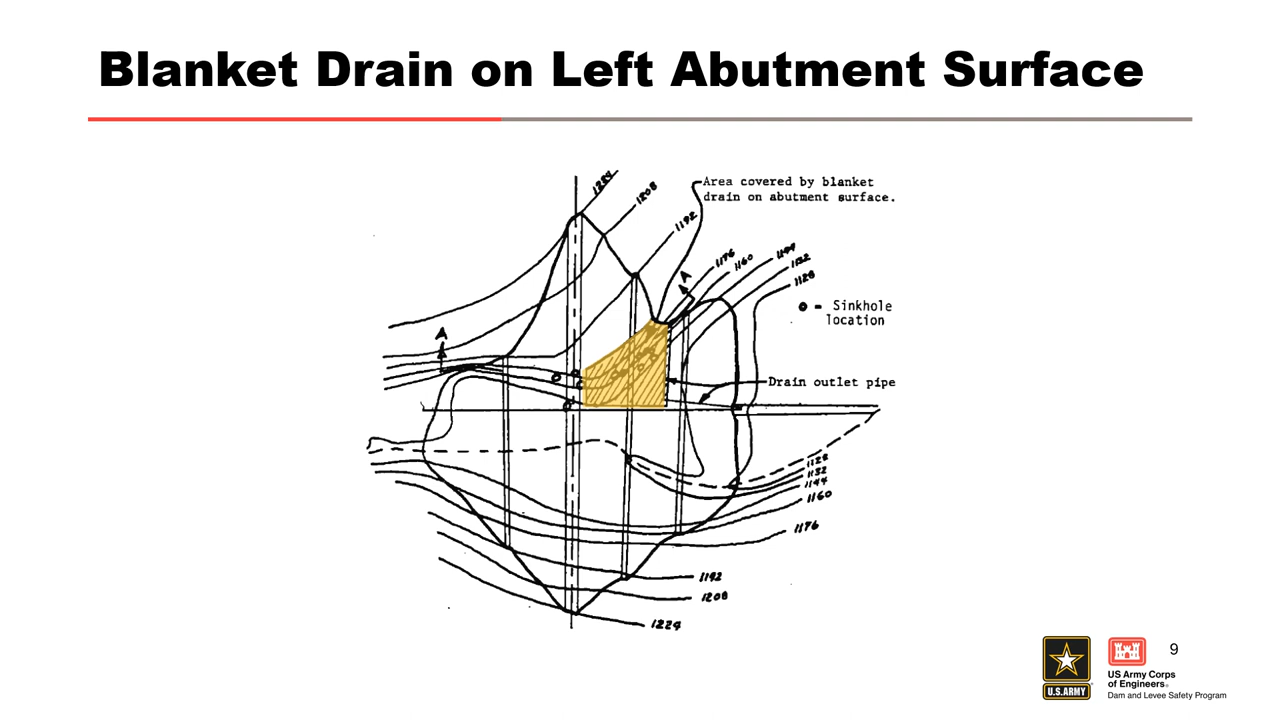 Blanket Drain on Left Abutment Surface
1224
1208
1192
Area covered by blanket
drain on abutment surface.
1176
1160
1144
1132
1128
A
A
= Sinkhole
location
Drain outlet pipe
1128
1132
1144
1160
1176
1192
1208
1224
U.S.ARMY
US Army Corps
of Engineers®
Dam and Levee Safety Program
9